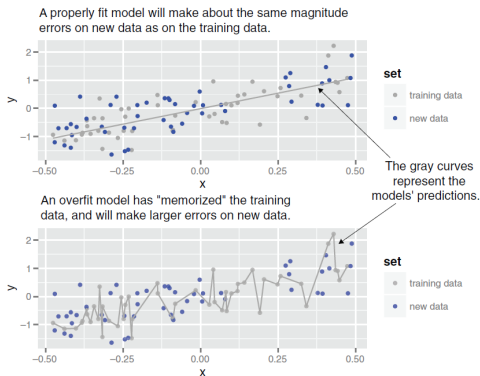 A properly fit model will make about the same magnitude
errors on new data as on the training data.
2
1
0
−1
y
−0.50
−0.25
0.00
0.25
0.50
x
set
training data
new data
The gray curves
represent the
models' predictions.
An overfit model has "memorized" the training
data, and will make larger errors on new data.
2
1
0
−1
y
−0.50
−0.25
0.00
0.25
0.50
x
set
training data
new data